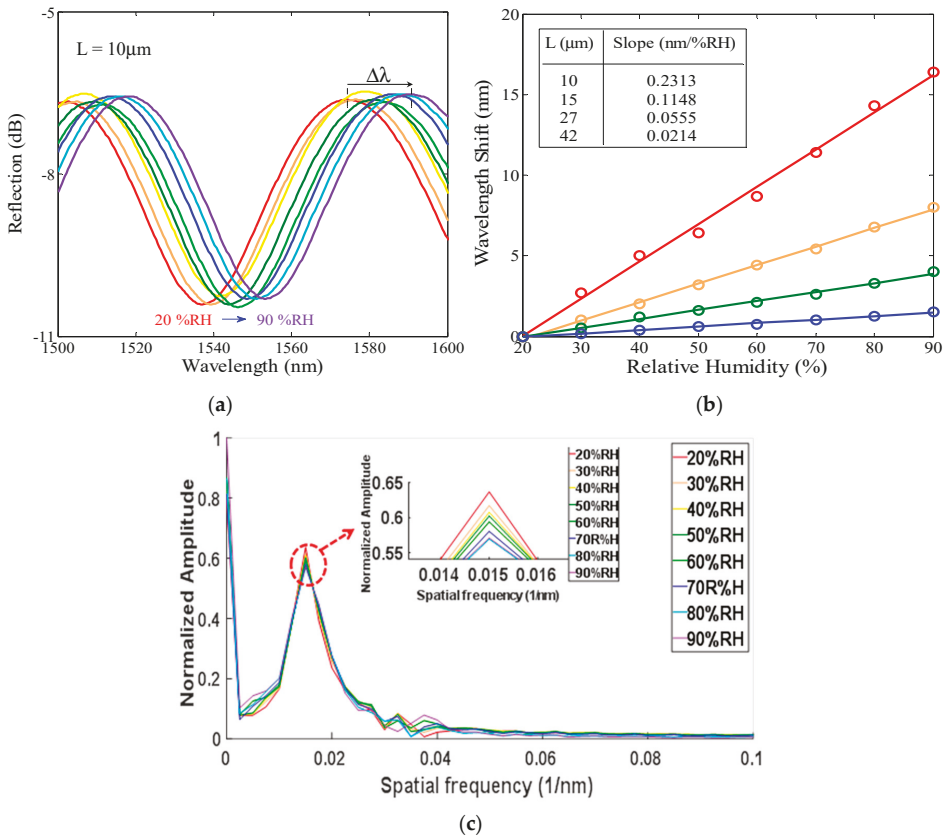 -5
L = 10μm
Δλ
Reflection (dB)
-8
20 %RH → 90 %RH
-11
1500 1520 1540 1560 1580 1600
Wavelength (nm)
(a)
20
L (μm) Slope (nm/%RH)
10 0.2313
15 0.1148
27 0.0555
42 0.0214
Wavelength Shift (nm)
15
10
5
0
20 30 40 50 60 70 80 90
Relative Humidity (%)
(b)
1
0.8
0.6
0.4
0.2
0
Normalized Amplitude
0.65
0.6
0.55
Normalized Amplitude
0.014 0.015 0.016
Spatial frequency (1/nm)
20%RH
30%RH
40%RH
50%RH
60%RH
70R%H
80%RH
90%RH
20%RH
30%RH
40%RH
50%RH
60%RH
70R%H
80%RH
90%RH
0 0.02 0.04 0.06 0.08 0.1
Spatial frequency (1/nm)
(c)